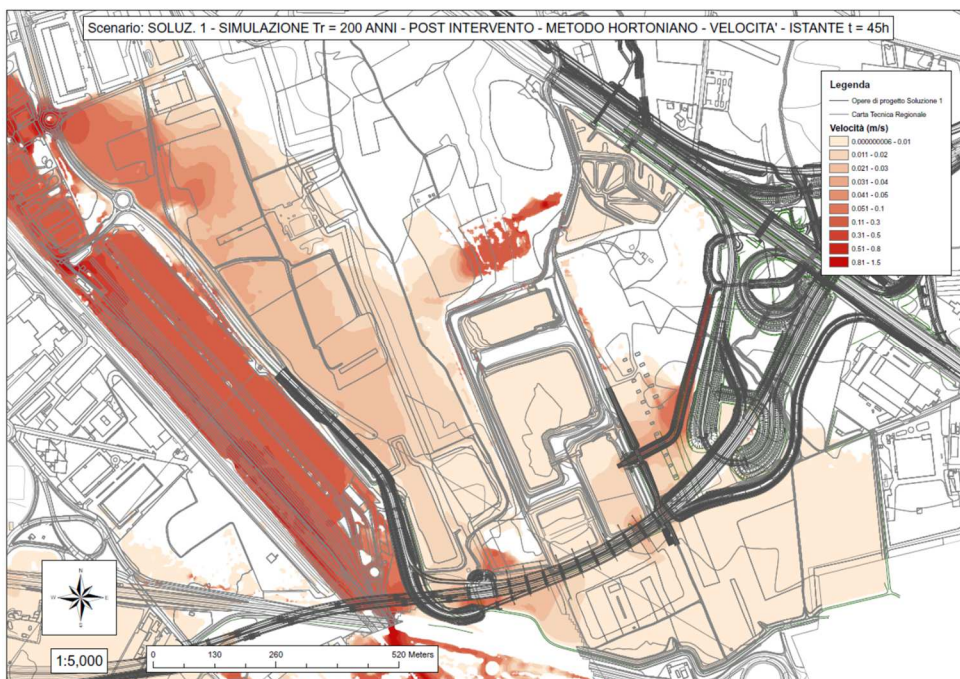 Scenario: SOLUZ. 1 - SIMULAZIONE Tr = 200 ANNI - POST INTERVENTO - METODO HORTONIANO - VELOCITA' - ISTANTE t = 45h
Legenda
Opere di progetto Soluzione 1
Carta Tecnica Regionale
Velocità (m/s)
0.000000006 - 0.01
0.011 - 0.02
0.021 - 0.03
0.031 - 0.04
0.041 - 0.05
0.051 - 0.1
0.11 - 0.3
0.31 - 0.5
0.51 - 0.8
0.81 - 1.5
N
W E
S
1:5,000
0 130 260 520 Meters